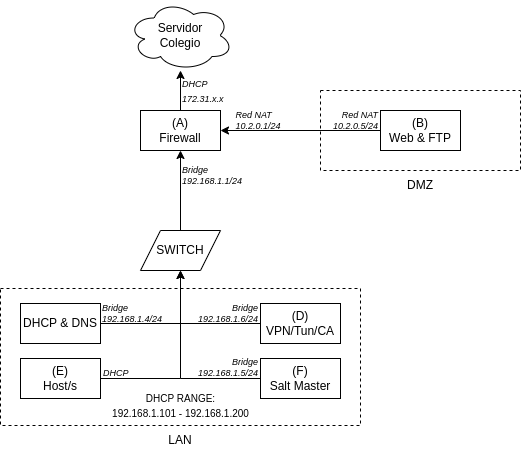 Servidor
Colegio
DHCP
172.31.x.x
(A)
Firewall
Red NAT
10.2.0.1/24
Red NAT
10.2.0.5/24
(B)
Web & FTP
DMZ
Bridge
192.168.1.1/24
SWITCH
DHCP & DNS
Bridge
192.168.1.4/24
Bridge
192.168.1.6/24
(D)
VPN/Tun/CA
(E)
Host/s
DHCP
Bridge
192.168.1.5/24
(F)
Salt Master
DHCP RANGE:
192.168.1.101 - 192.168.1.200
LAN